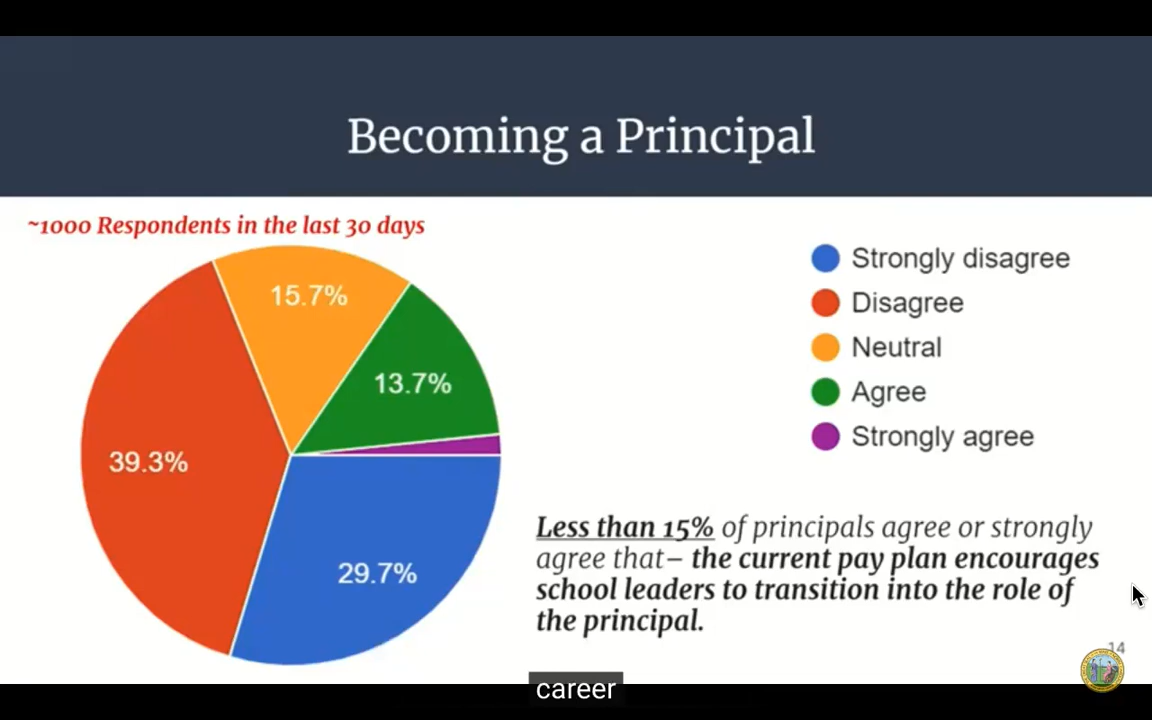 Becoming a Principal
~1000 Respondents in the last 30 days
15.7%
13.7%
39.3%
29.7%
Strongly disagree
Disagree
Neutral
Agree
Strongly agree
Less than 15% of principals agree or strongly
agree that– the current pay plan encourages
school leaders to transition into the role of
the principal.
14
career